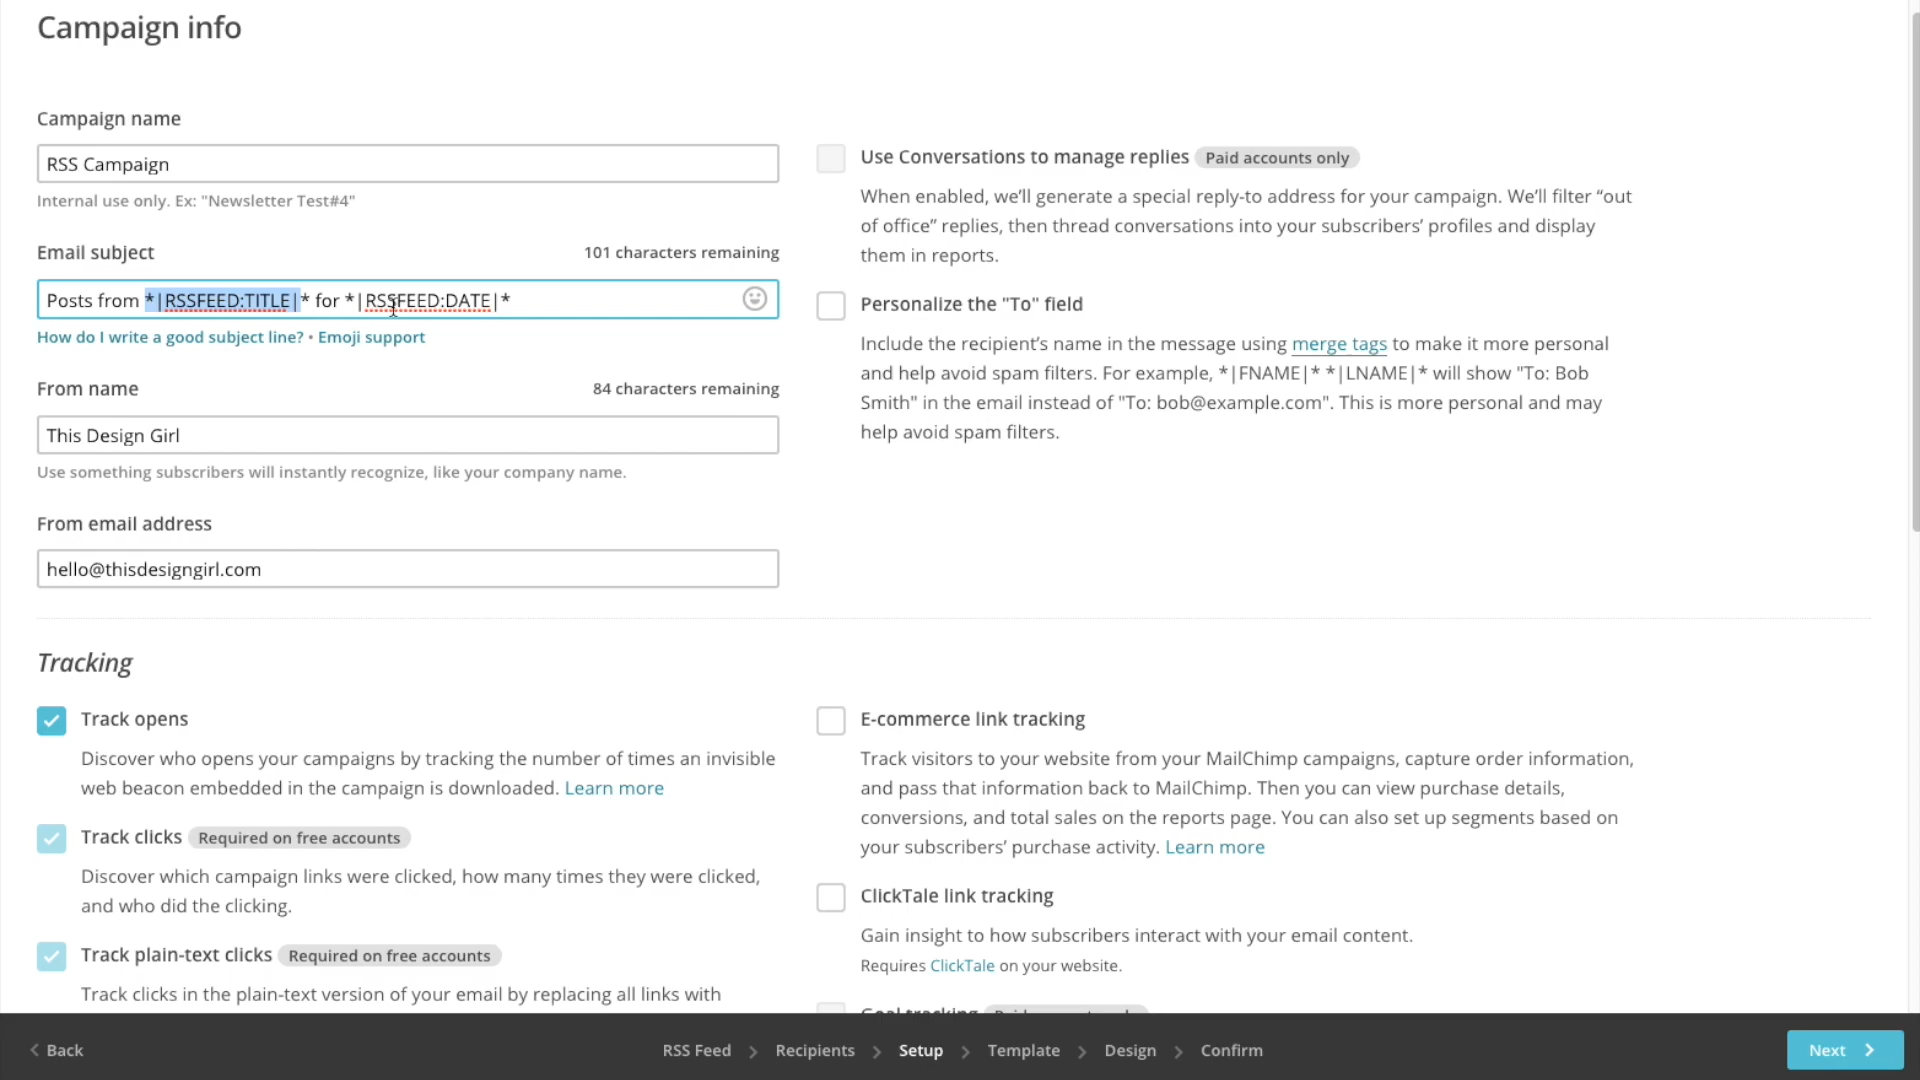 Campaign info
Campaign name
RSS Campaign
Internal use only. Ex: "Newsletter Test#4"
Email subject
101 characters remaining
Posts from *|RSSFEED:TITLE|* for *|RSSFEED:DATE|*
How do I write a good subject line? • Emoji support
From name
84 characters remaining
This Design Girl
Use something subscribers will instantly recognize, like your company name.
From email address
hello@thisdesigngirl.com
Use Conversations to manage replies Paid accounts only
When enabled, we’ll generate a special reply-to address for your campaign. We’ll filter “out
of office” replies, then thread conversations into your subscribers’ profiles and display
them in reports.
Personalize the "To" field
Include the recipient’s name in the message using merge tags to make it more personal
and help avoid spam filters. For example, *|FNAME|* *|LNAME|* will show "To: Bob
Smith" in the email instead of "To: bob@example.com". This is more personal and may
help avoid spam filters.
Tracking
Track opens
Discover who opens your campaigns by tracking the number of times an invisible
web beacon embedded in the campaign is downloaded. Learn more
Track clicks Required on free accounts
Discover which campaign links were clicked, how many times they were clicked,
and who did the clicking.
Track plain-text clicks Required on free accounts
Track clicks in the plain-text version of your email by replacing all links with
E-commerce link tracking
Track visitors to your website from your MailChimp campaigns, capture order information,
and pass that information back to MailChimp. Then you can view purchase details,
conversions, and total sales on the reports page. You can also set up segments based on
your subscribers’ purchase activity. Learn more
ClickTale link tracking
Gain insight to how subscribers interact with your email content.
Requires ClickTale on your website.
Goal tracking
Back
RSS Feed
Recipients
Setup
Template
Design
Confirm
Next